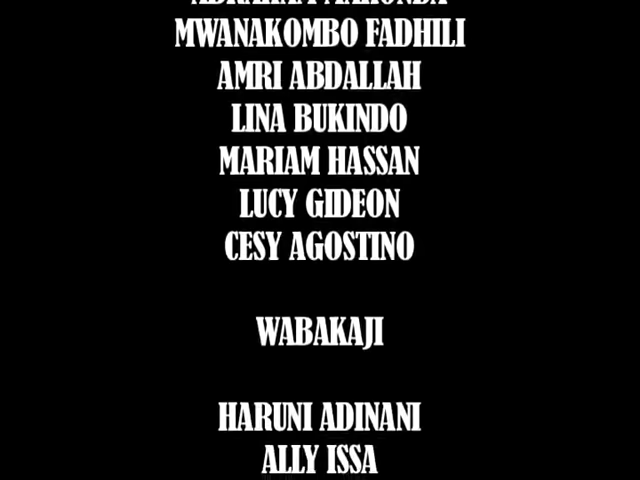 MWANAKOMBO FADHILI
AMRI ABDALLAH
LINA BUKINDO
MARIAM HASSAN
LUCY GIDEON
CESY AGOSTINO
WABAKAJI
HARUNI ADINANI
ALLY ISSA